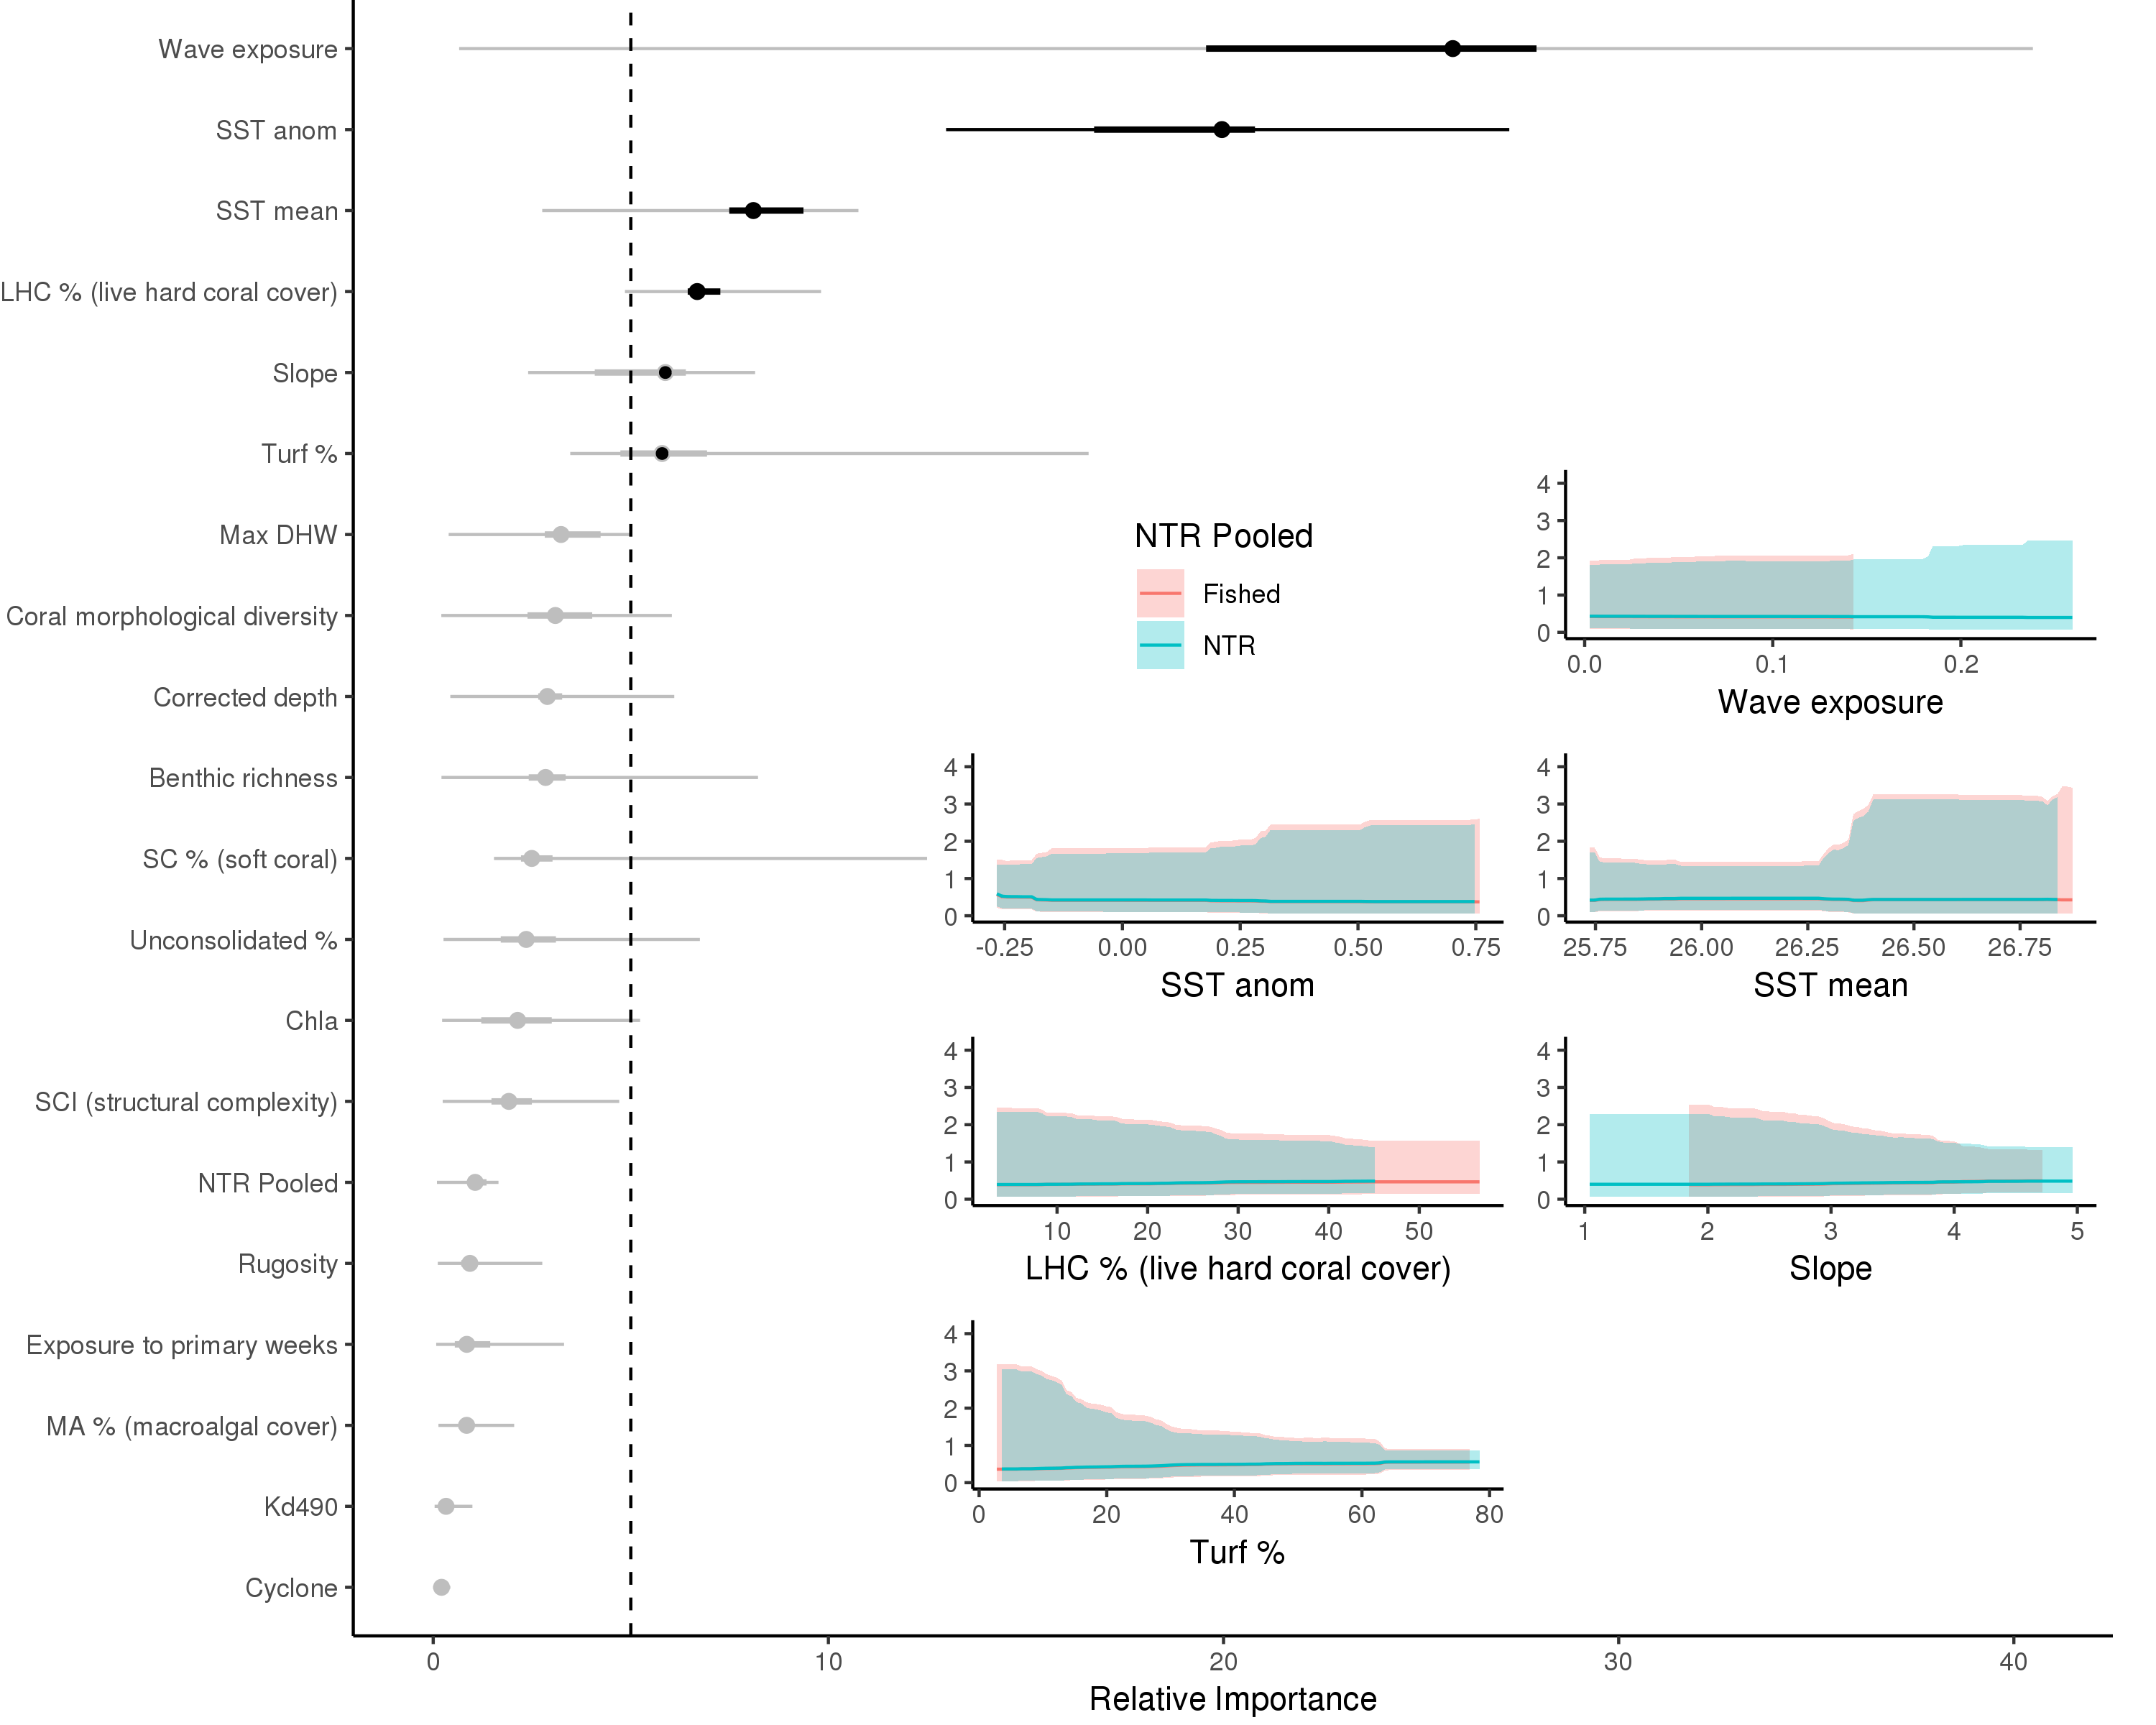 Wave exposure
SST anom
SST mean
LHC % (live hard coral cover)
Slope
Turf %
Max DHW
Coral morphological diversity
Corrected depth
Benthic richness
SC % (soft coral)
Unconsolidated %
Chla
SCI (structural complexity)
NTR Pooled
Rugosity
Exposure to primary weeks
MA % (macroalgal cover)
Kd490
Cyclone
0 10 20 30 40
Relative Importance
NTR Pooled
Fished
NTR
4
3
2
1
0
0.0 0.1 0.2
Wave exposure
4
3
2
1
0
-0.25 0.00 0.25 0.50 0.75
SST anom
4
3
2
1
0
25.75 26.00 26.25 26.50 26.75
SST mean
4
3
2
1
0
10 20 30 40 50
LHC % (live hard coral cover)
4
3
2
1
0
1 2 3 4 5
Slope
4
3
2
1
0
0 20 40 60 80
Turf %